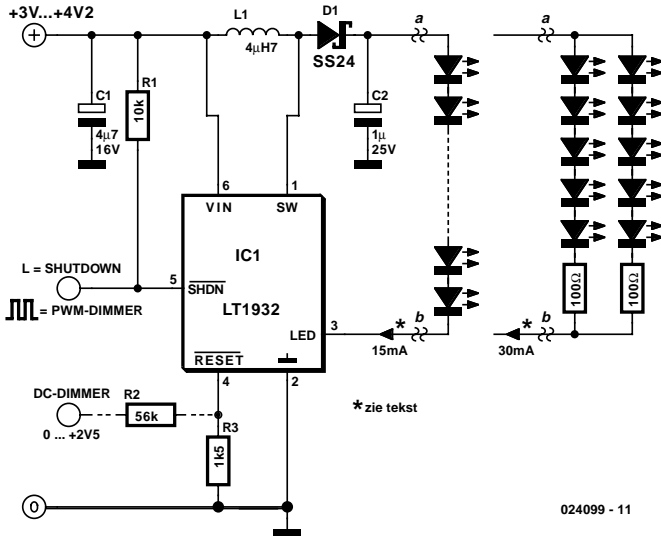 +3V...+4V2
L1
4µH7
D1
SS24
a
a
C1
4µ7
16V
R1
10k
C2
1µ
25V
6
1
VIN
SW
IC1
LT1932
L = SHUTDOWN
= PWM-DIMMER
5
SHDN
LED
3
15mA
*
b
30mA
*
b
100Ω
100Ω
RESET
4
2
DC-DIMMER
0 ... +2V5
R2
56k
R3
1k5
*zie tekst
0
024099 - 11